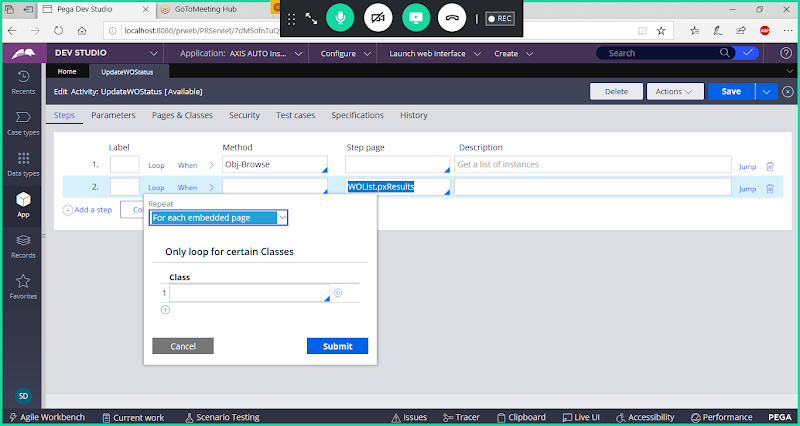 Pega Dev Studio
GoToMeeting Hub
REC
localhost:8080/prweb/PRServlet/7dMSofnTuQ
ABP
DEV STUDIO
Application: AXIS AUTO Ins...
Configure
Launch web interface
Create
Search
Home
UpdateWOStatus
Recents
Case types
Data types
App
Records
Favorites
SD
Edit Activity: UpdateWOStatus [Available]
Delete
Actions
Save
Steps Parameters Pages & Classes Security Test cases Specifications History
Label Method Step page Description
1. Loop When Obj-Browse Get a list of instances Jump
2. Loop When WOList.pxResults Jump
Add a step
Co
Repeat
For each embedded page
Only loop for certain Classes
Class
1
Cancel
Submit
Agile Workbench Current work Scenario Testing Issues Tracer Clipboard Live UI Accessibility Performance PEGA